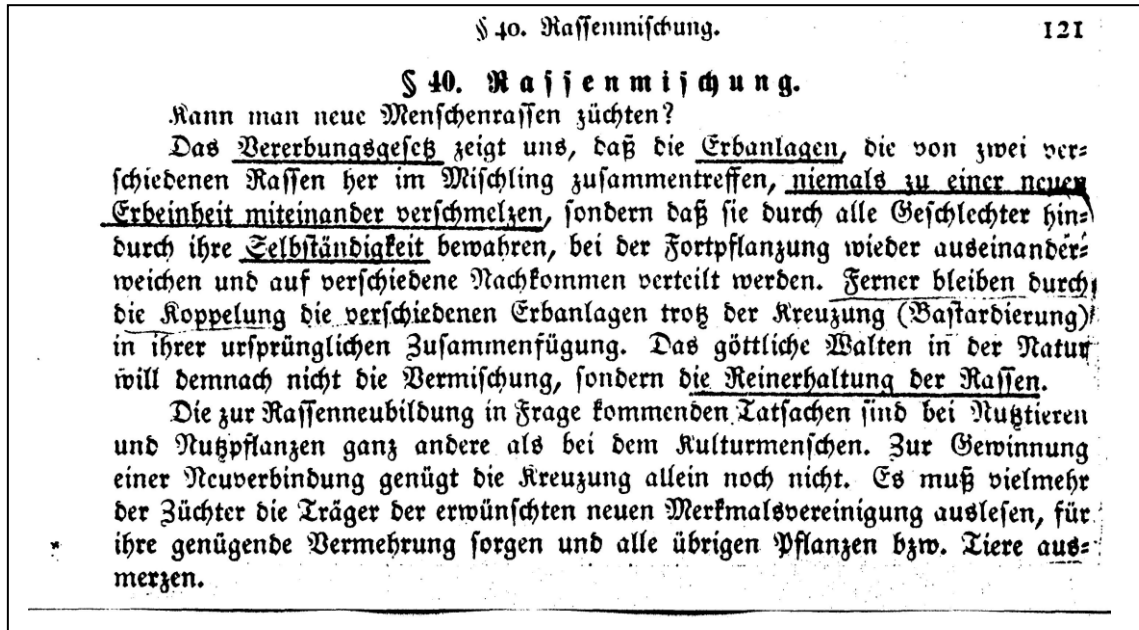 § 40. Rassenmischung. 121
§ 40. Rassenmischung.
Kann man neue Menschenrassen züchten?
Das Vererbungsgesetz zeigt uns, daß die Erbanlagen, die von zwei ver=
schiedenen Rassen her im Mischling zusammentreffen, niemals zu einer neuen
Erbeinheit miteinander verschmelzen, sondern daß sie durch alle Geschlechter hin=
durch ihre Selbständigkeit bewahren, bei der Fortpflanzung wieder auseinander=
weichen und auf verschiedene Nachkommen verteilt werden. Ferner bleiben durch
die Koppelung die verschiedenen Erbanlagen trotz der Kreuzung (Bastardierung)
in ihrer ursprünglichen Zusammenfügung. Das göttliche Walten in der Natur
will demnach nicht die Vermischung, sondern die Reinerhaltung der Rassen.
Die zur Rassenneubildung in Frage kommenden Tatsachen sind bei Nutztieren
und Nutzpflanzen ganz andere als bei dem Kulturmenschen. Zur Gewinnung
einer Neuverbindung genügt die Kreuzung allein noch nicht. Es muß vielmehr
der Züchter die Träger der erwünschten neuen Merkmalsvereinigung auslesen, für
ihre genügende Vermehrung sorgen und alle übrigen Pflanzen bzw. Tiere aus=
merzen.